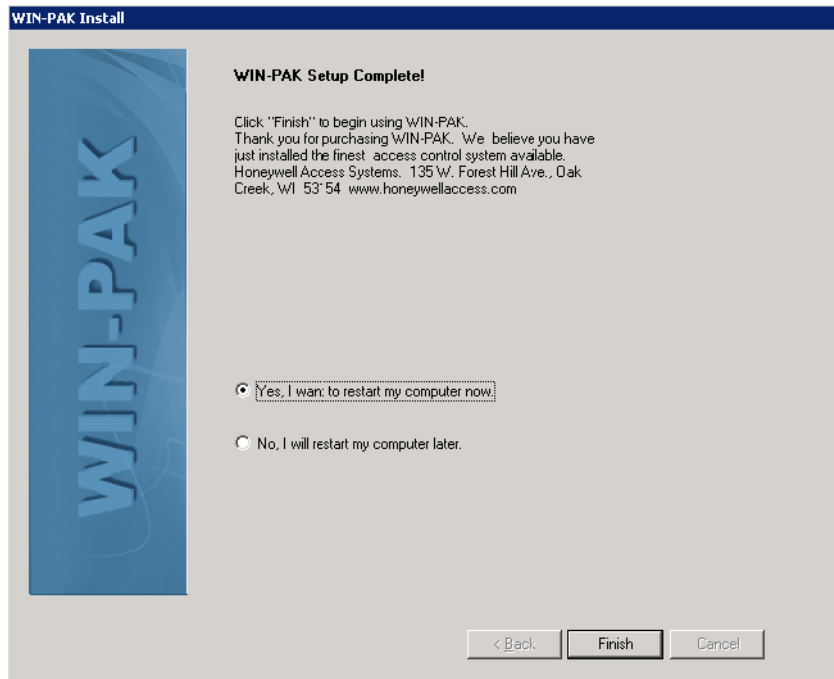 WIN-PAK Install
WIN-PAK
WIN-PAK Setup Complete!
Click "Finish" to begin using WIN-PAK.
Thank you for purchasing WIN-PAK. We believe you have
just installed the finest access control system available.
Honeywell Access Systems. 135 W. Forest Hill Ave., Oak
Creek, WI 53154 www.honeywellaccess.com
Yes, I want to restart my computer now.
No, I will restart my computer later.
< Back
Finish
Cancel